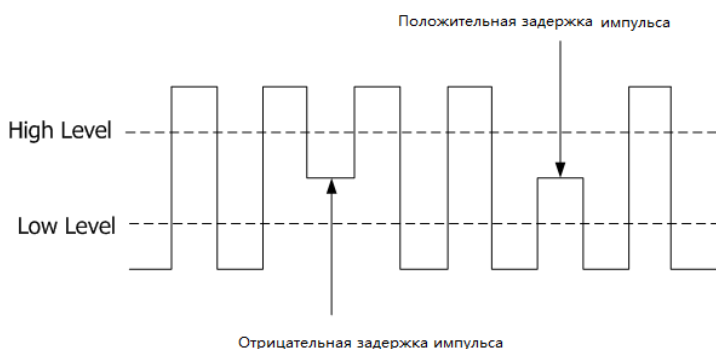 Положительная задержка импульса
High Level
Low Level
Отрицательная задержка импульса